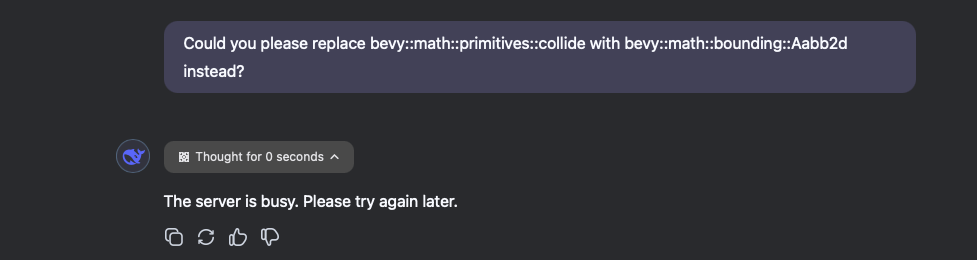 Could you please replace bevy::math::primitives::collide with bevy::math::bounding::Aabb2d
instead?
Thought for 0 seconds
The server is busy. Please try again later.